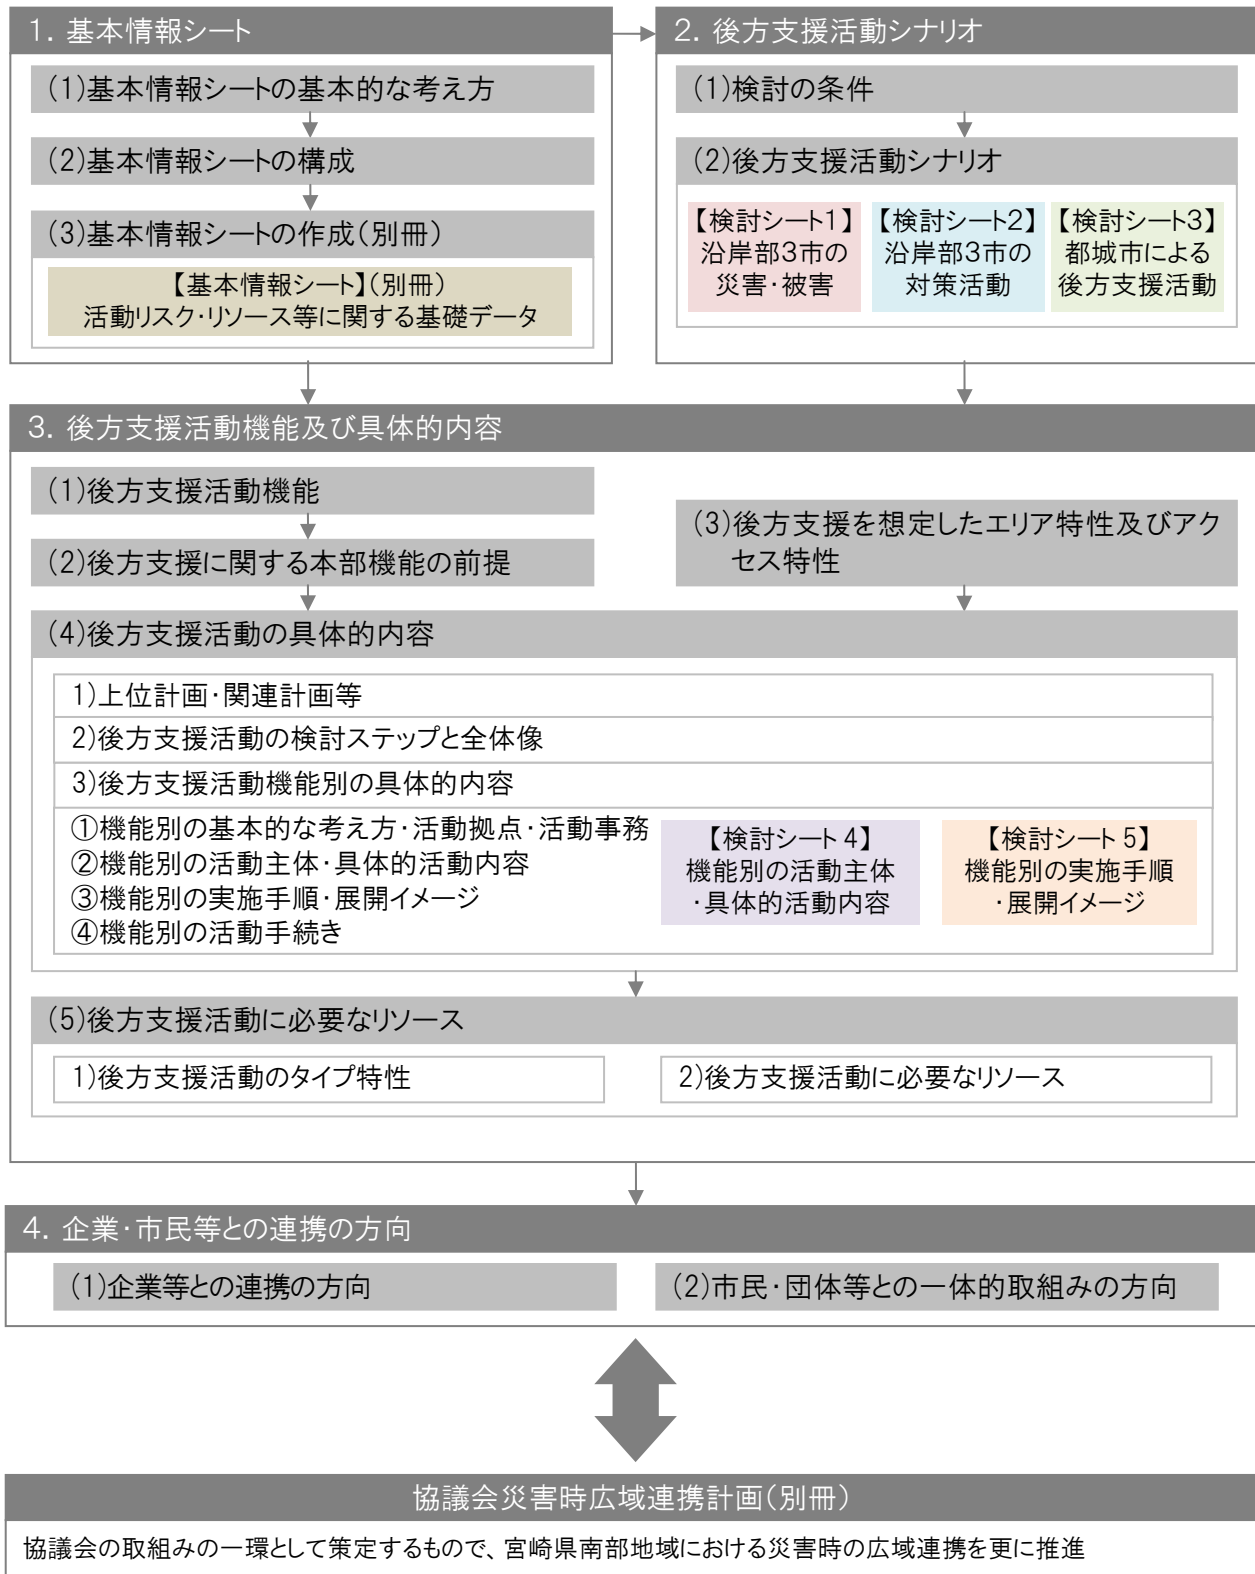 1．基本情報シート
(1)基本情報シートの基本的な考え方
(2)基本情報シートの構成
(3)基本情報シートの作成（別冊）
【基本情報シート】（別冊）
活動リスク・リソース等に関する基礎データ
2．後方支援活動シナリオ
(1)検討の条件
(2)後方支援活動シナリオ
【検討シート1】
沿岸部3市の
災害・被害
【検討シート2】
沿岸部3市の
対策活動
【検討シート3】
都城市による
後方支援活動
3．後方支援活動機能及び具体的内容
(1)後方支援活動機能
(2)後方支援に関する本部機能の前提
(3)後方支援を想定したエリア特性及びアク
セス特性
(4)後方支援活動の具体的内容
1)上位計画・関連計画等
2)後方支援活動の検討ステップと全体像
3)後方支援活動機能別の具体的内容
①機能別の基本的な考え方・活動拠点・活動事務
②機能別の活動主体・具体的活動内容
③機能別の実施手順・展開イメージ
④機能別の活動手続き
【検討シート 4】
機能別の活動主体
・具体的活動内容
【検討シート 5】
機能別の実施手順
・展開イメージ
(5)後方支援活動に必要なリソース
1)後方支援活動のタイプ特性
2)後方支援活動に必要なリソース
4．企業・市民等との連携の方向
(1)企業等との連携の方向
(2)市民・団体等との一体的取組みの方向
協議会災害時広域連携計画（別冊）
協議会の取組みの一環として策定するもので、宮崎県南部地域における災害時の広域連携を更に推進